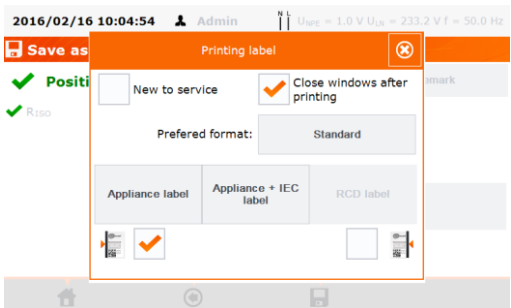 2016/02/16 10:04:54 Admin N L U_NPE = 1.0 V U_LN = 233.2 V f = 50.0 Hz
Save as
Printing label
Positi
mark
New to service
Close windows after
printing
R_ISO
Prefered format:
Standard
Appliance label
Appliance + IEC
label
RCD label